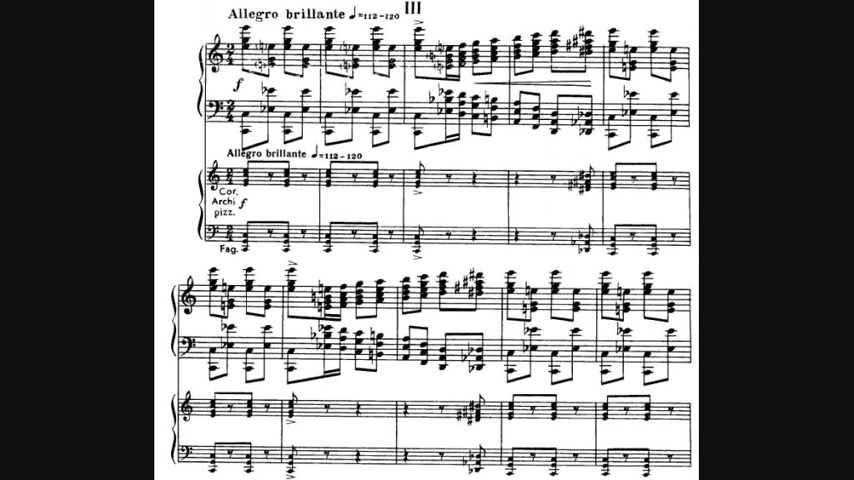 III
Allegro brillante ♩=112-120
f
Allegro brillante ♩=112-120
Cor.
Archi f
pizz.
Fag.